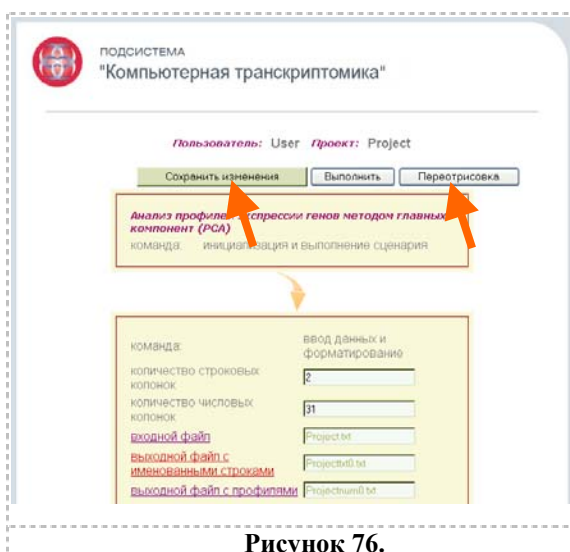 ПОДСИСТЕМА
"Компьютерная транскриптомика"
Пользователь: User Проект: Project
Сохранить изменения Выполнить Переотрисовка
Анализ профилей экспрессии генов методом главных
компонент (PCA)
команда: инициализация и выполнение сценария
команда: ввод данных и
форматирование
количество строковых
колонок 2
количество числовых
колонок 31
входной файл Project.txt
выходной файл с
именованными строками Projecttxt0.txt
выходной файл с профилями Projectnum0.txt
Рисунок 76.